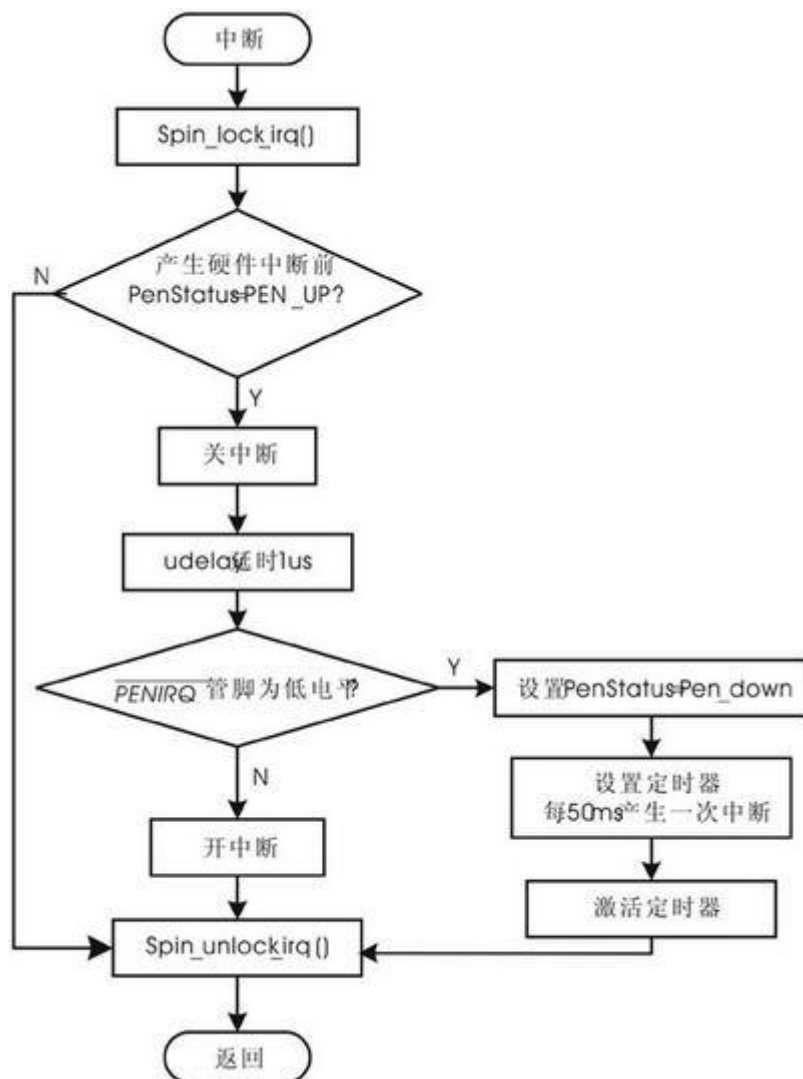 中断
Spin_lock_irq()
产生硬件中断前
PenStatus=PEN_UP?
N
Y
关中断
udelay延时1us
PENIRQ 管脚为低电平?
Y
设置PenStatus=Pen_down
N
设置定时器
每50ms产生一次中断
开中断
激活定时器
Spin_unlock_irq()
返回